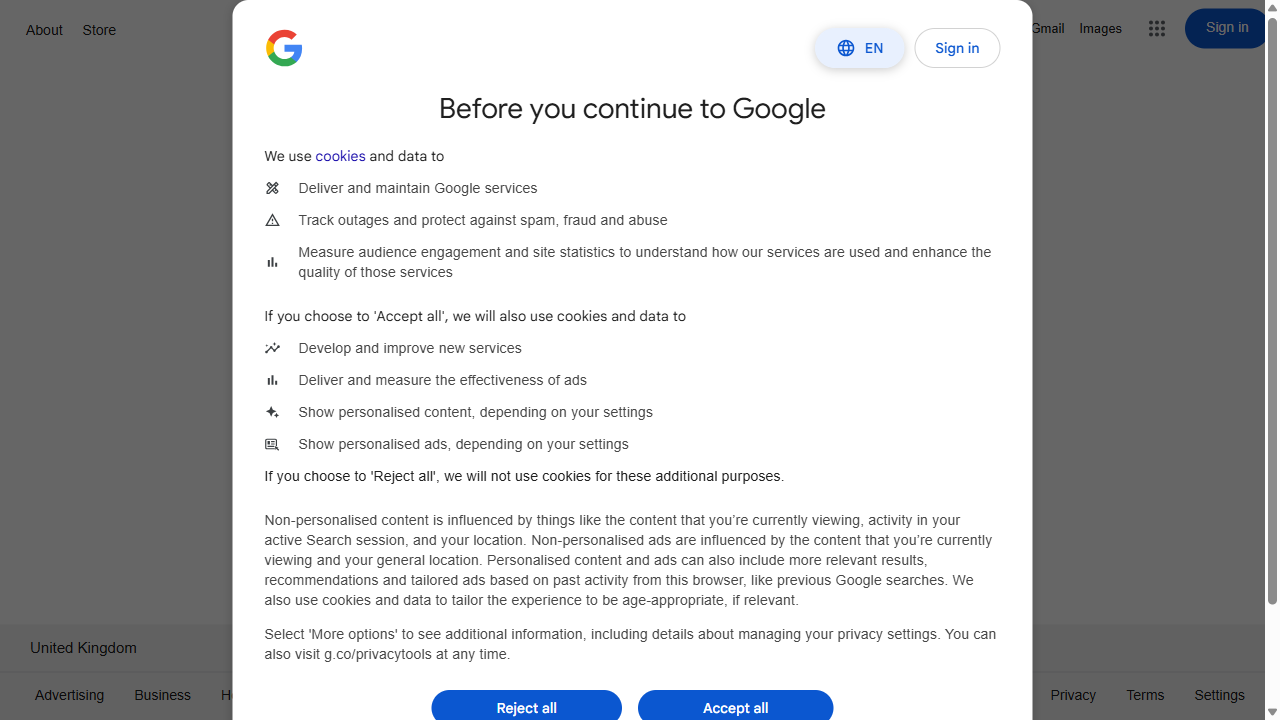 About Store
Gmail Images
Sign in
EN Sign in
Before you continue to Google
We use cookies and data to
Deliver and maintain Google services
Track outages and protect against spam, fraud and abuse
Measure audience engagement and site statistics to understand how our services are used and enhance the
quality of those services
If you choose to 'Accept all', we will also use cookies and data to
Develop and improve new services
Deliver and measure the effectiveness of ads
Show personalised content, depending on your settings
Show personalised ads, depending on your settings
If you choose to 'Reject all', we will not use cookies for these additional purposes.
Non-personalised content is influenced by things like the content that you’re currently viewing, activity in your
active Search session, and your location. Non-personalised ads are influenced by the content that you’re currently
viewing and your general location. Personalised content and ads can also include more relevant results,
recommendations and tailored ads based on past activity from this browser, like previous Google searches. We
also use cookies and data to tailor the experience to be age-appropriate, if relevant.
Select 'More options' to see additional information, including details about managing your privacy settings. You can
also visit g.co/privacytools at any time.
Reject all Accept all
United Kingdom
Advertising Business
Privacy Terms Settings